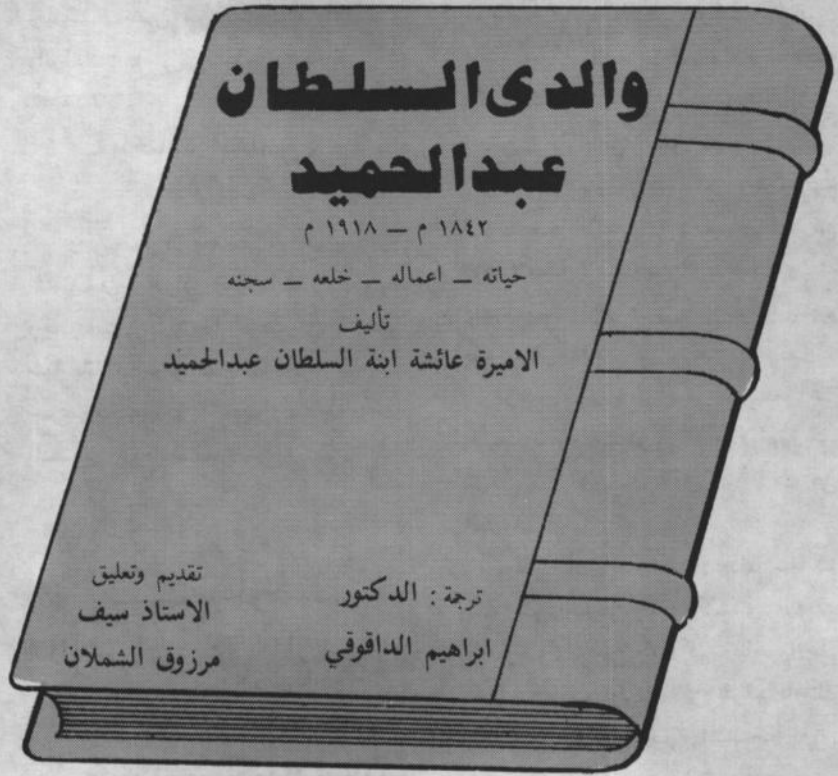 والدى السلطان
عبدالحميد
١٨٤٢ م — ١٩١٨ م
حياته — اعماله — خلعه — سجنه
تأليف
الاميرة عائشة ابنة السلطان عبدالحميد
ترجمة : الدكتور
ابراهيم الداقوقي
تقديم وتعليق
الاستاذ سيف
مرزوق الشملان